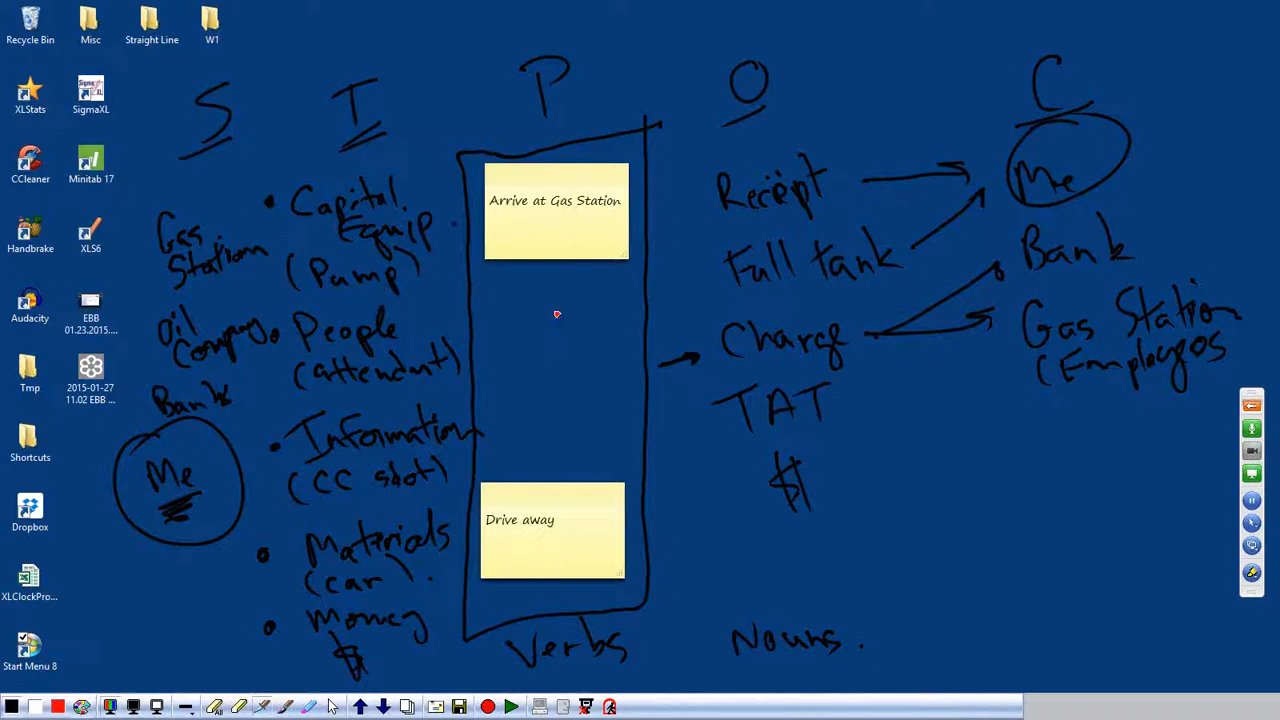 Recycle Bin
Misc
Straight Line
W1
XLStats
SigmaXL
CCleaner
Minitab 17
Handbrake
XLS6
Audacity
EBB
01.23.2015....
Tmp
2015-01-27
11.02 EBB ...
Shortcuts
Dropbox
XLClockPro...
Start Menu 8
S
I
P
O
C
Gas
Station
Oil
Company
Bank
Me
Capital
Equip
(Pump)
People
(attendant)
Information
(CC slot)
Materials
(car)
Money
$
Arrive at Gas Station
Drive away
Verbs
Receipt
Full tank
Charge
TAT
$
Nouns.
Me
Bank
Gas Station
(Employees